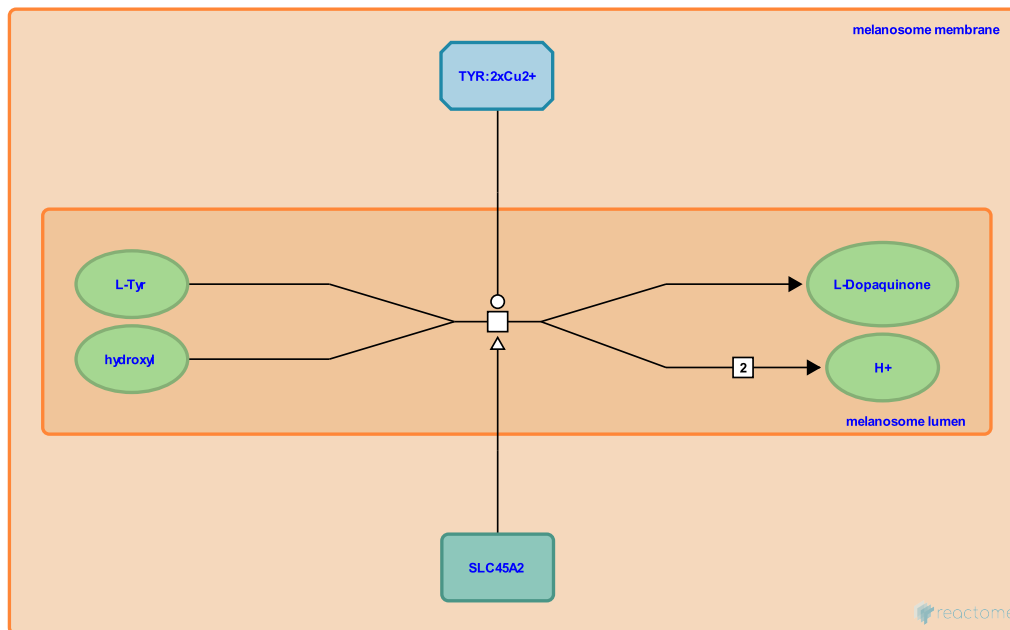 melanosome membrane
TYR:2xCu2+
L-Tyr
L-Dopaquinone
hydroxyl
2
H+
melanosome lumen
SLC45A2
reactome